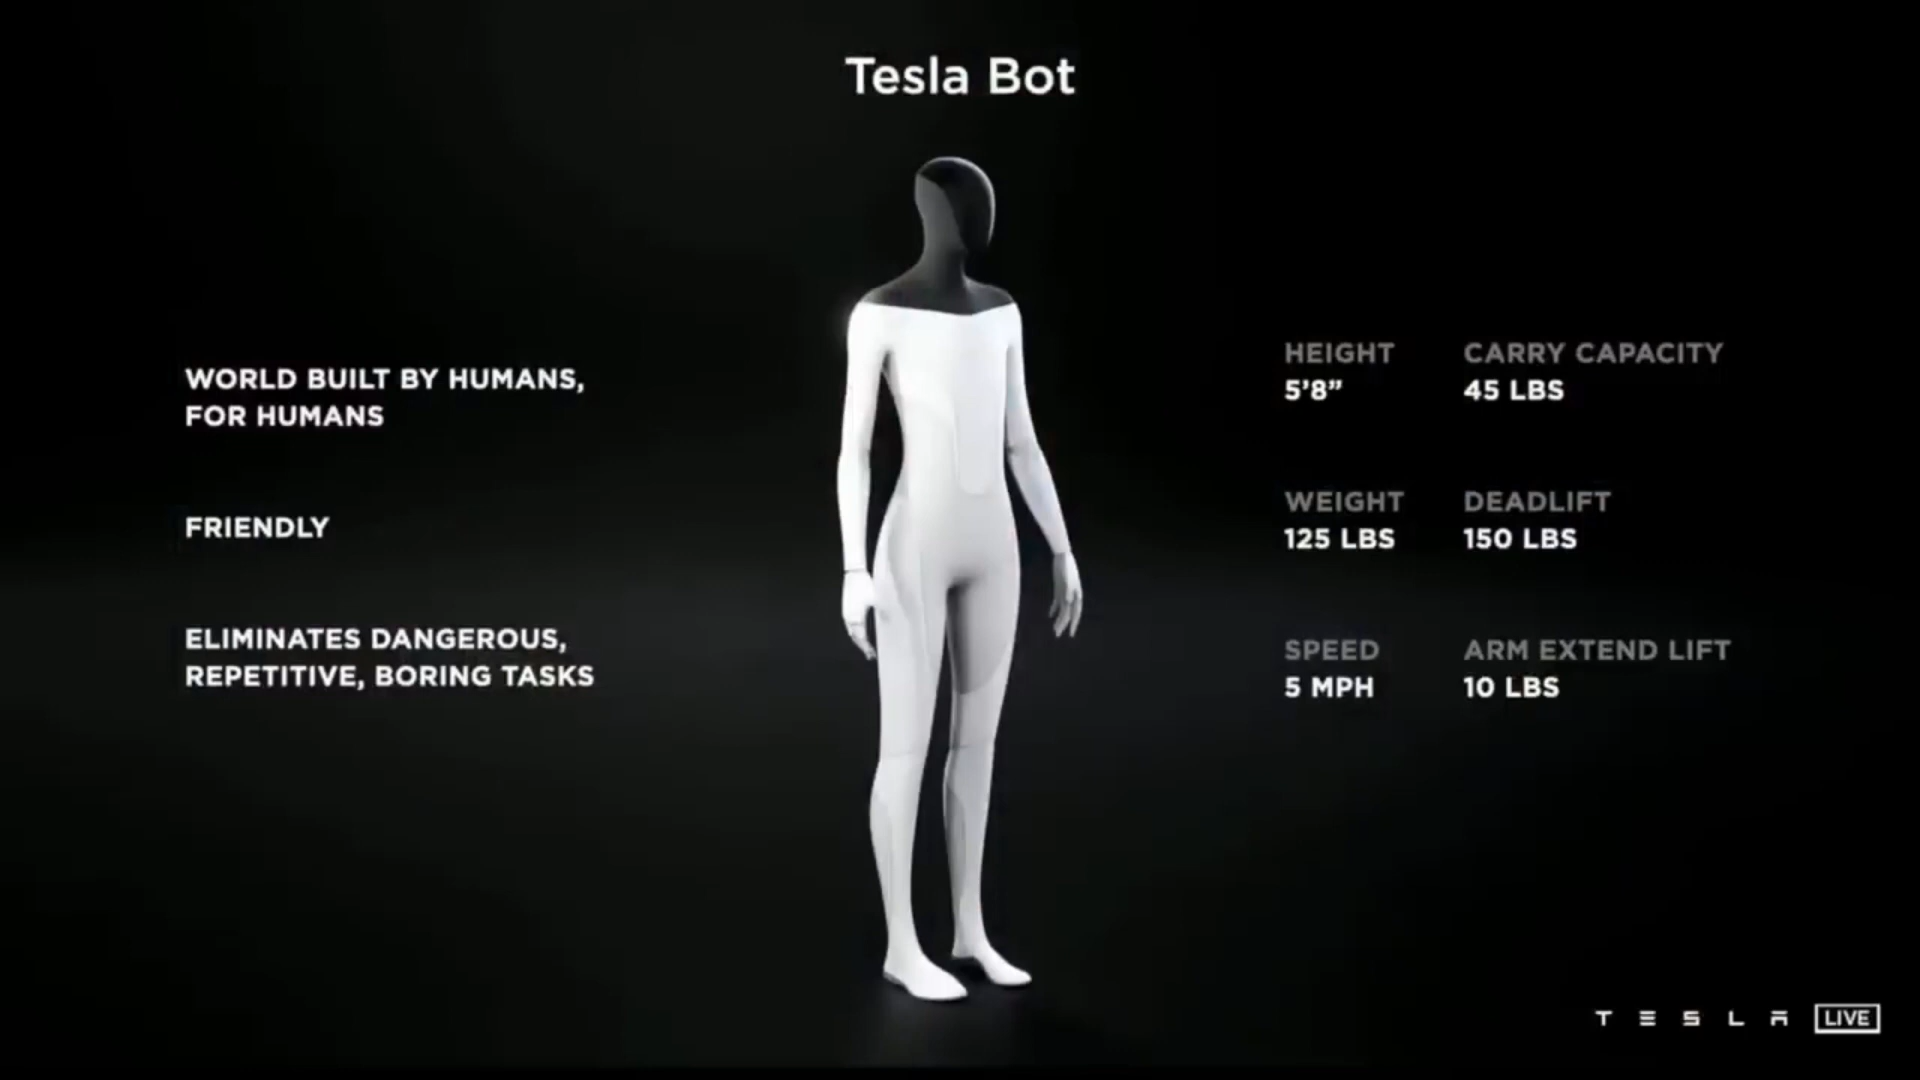 Tesla Bot
WORLD BUILT BY HUMANS,
FOR HUMANS
FRIENDLY
ELIMINATES DANGEROUS,
REPETITIVE, BORING TASKS
HEIGHT
5’8”
CARRY CAPACITY
45 LBS
WEIGHT
125 LBS
DEADLIFT
150 LBS
SPEED
5 MPH
ARM EXTEND LIFT
10 LBS
TESLA LIVE